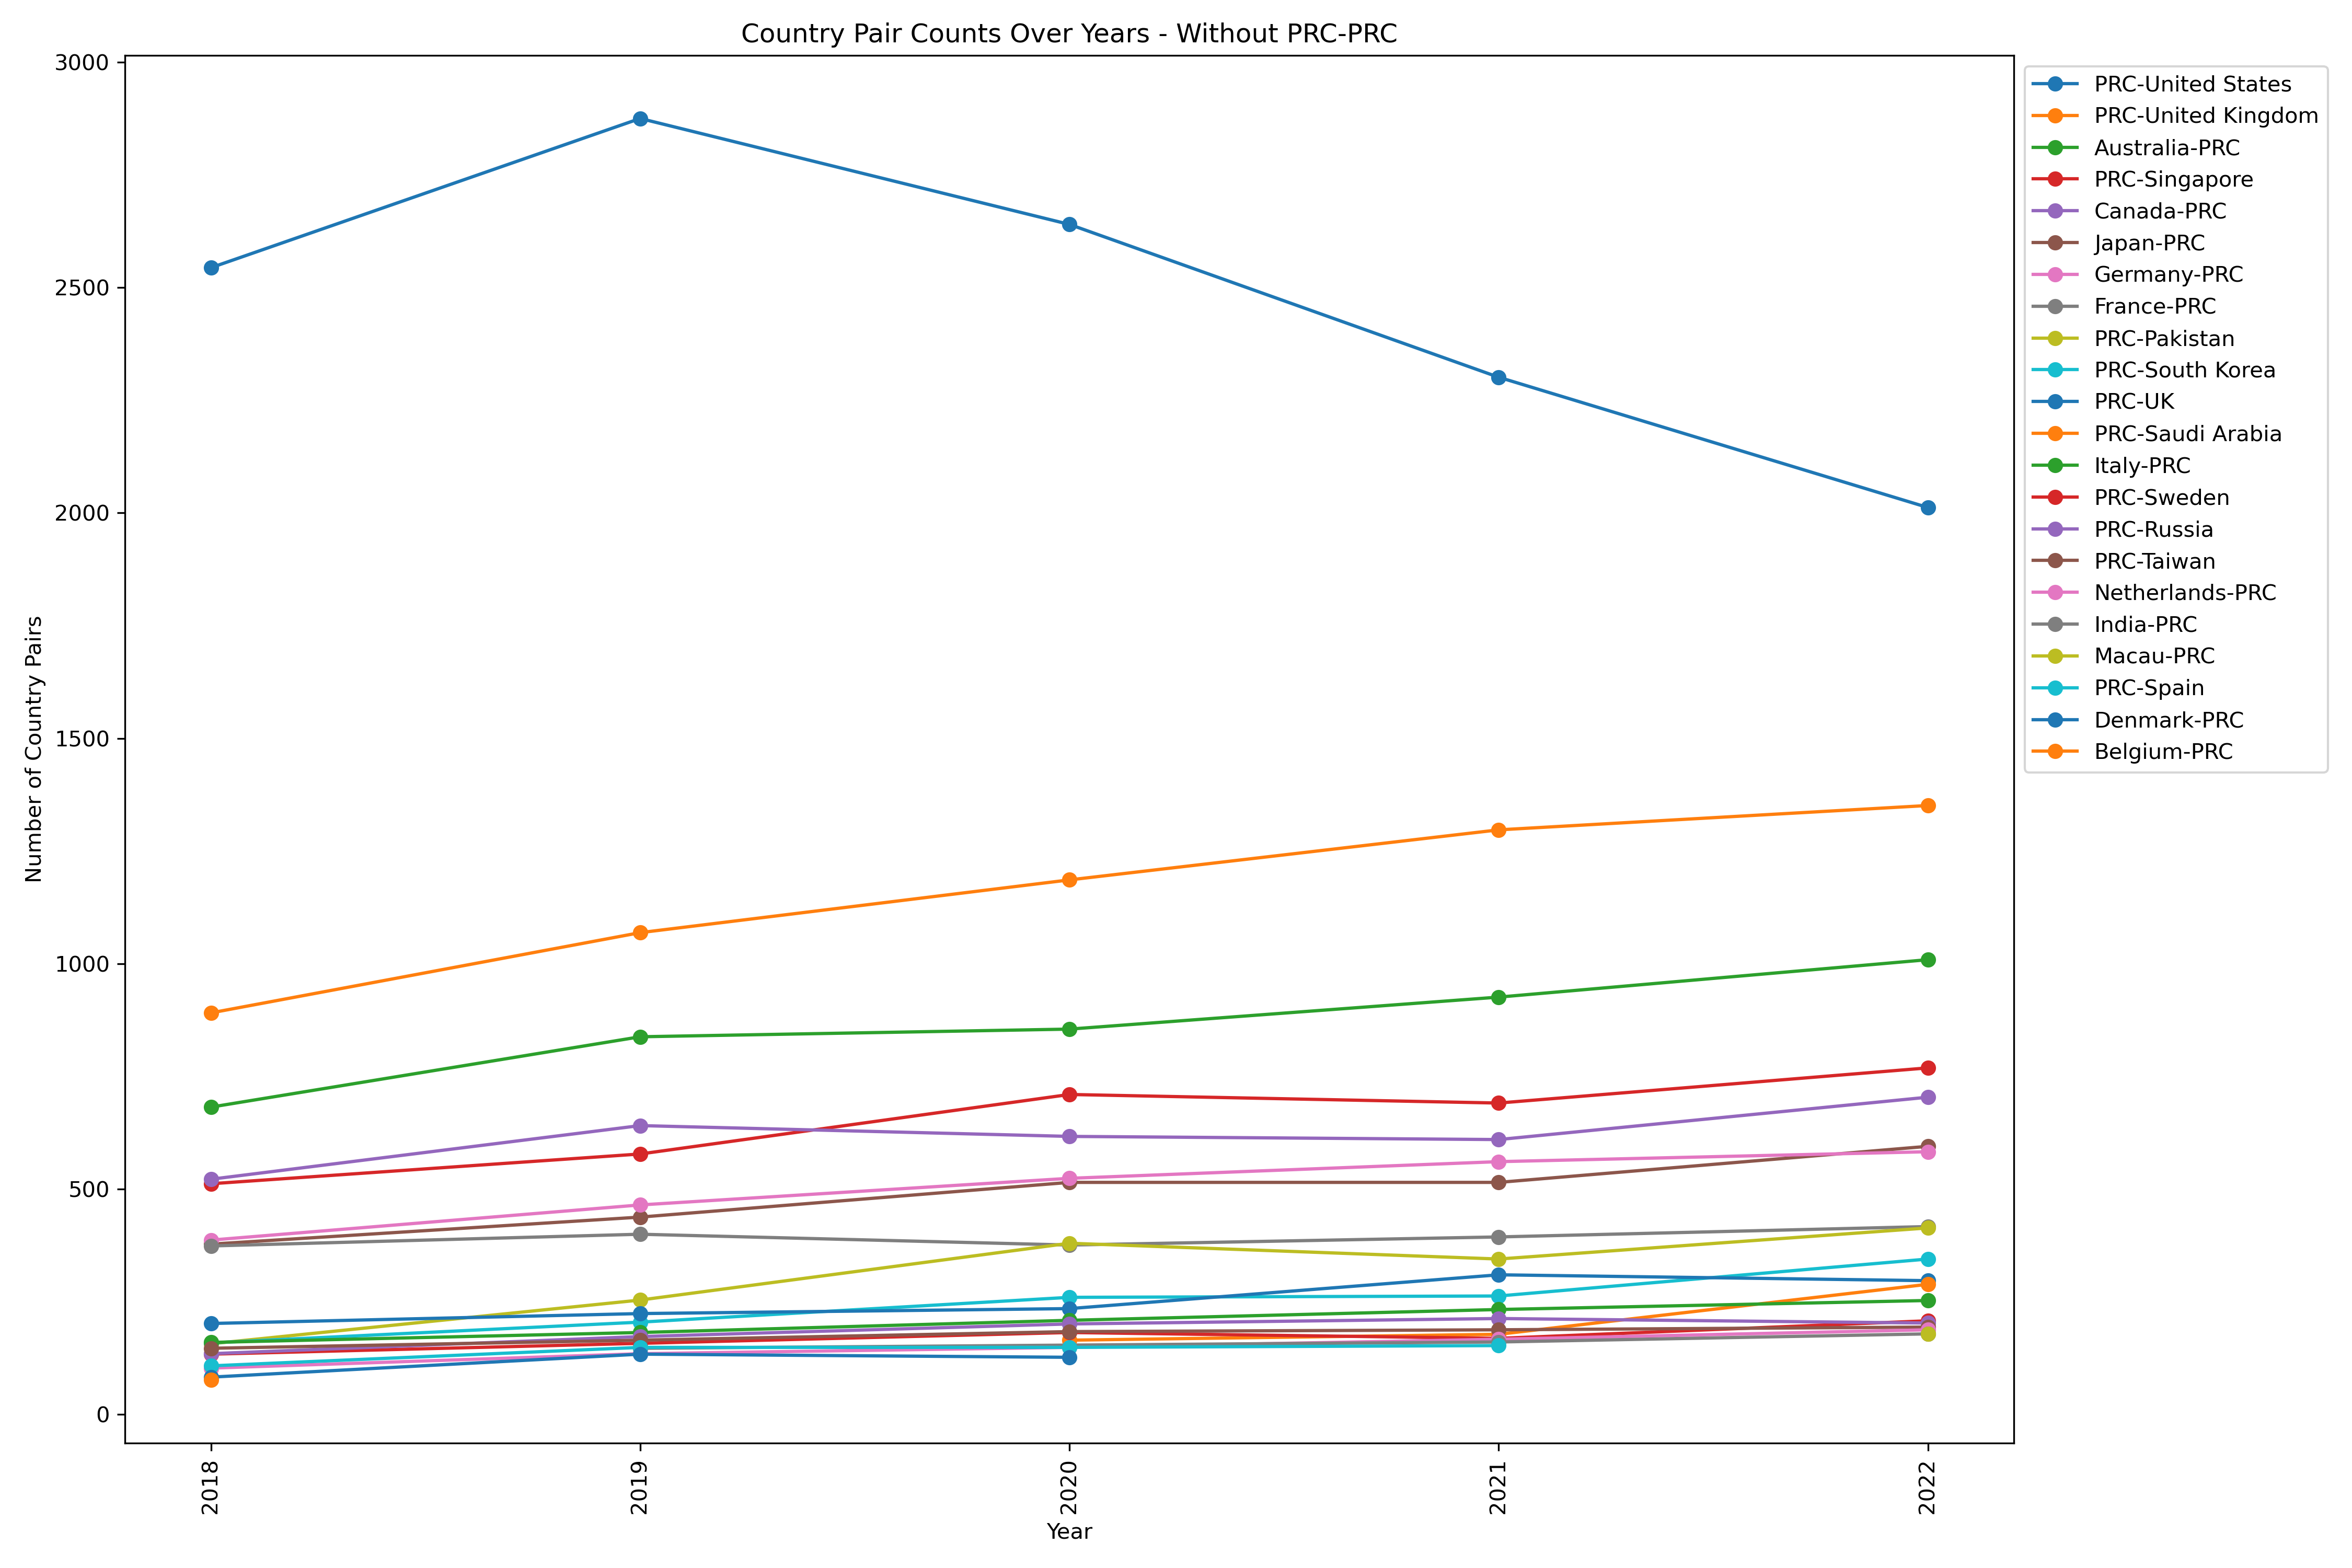 Country Pair Counts Over Years - Without PRC-PRC
3000
2500
2000
1500
1000
500
0
Number of Country Pairs
2018
2019
2020
2021
2022
Year
PRC-United States
PRC-United Kingdom
Australia-PRC
PRC-Singapore
Canada-PRC
Japan-PRC
Germany-PRC
France-PRC
PRC-Pakistan
PRC-South Korea
PRC-UK
PRC-Saudi Arabia
Italy-PRC
PRC-Sweden
PRC-Russia
PRC-Taiwan
Netherlands-PRC
India-PRC
Macau-PRC
PRC-Spain
Denmark-PRC
Belgium-PRC